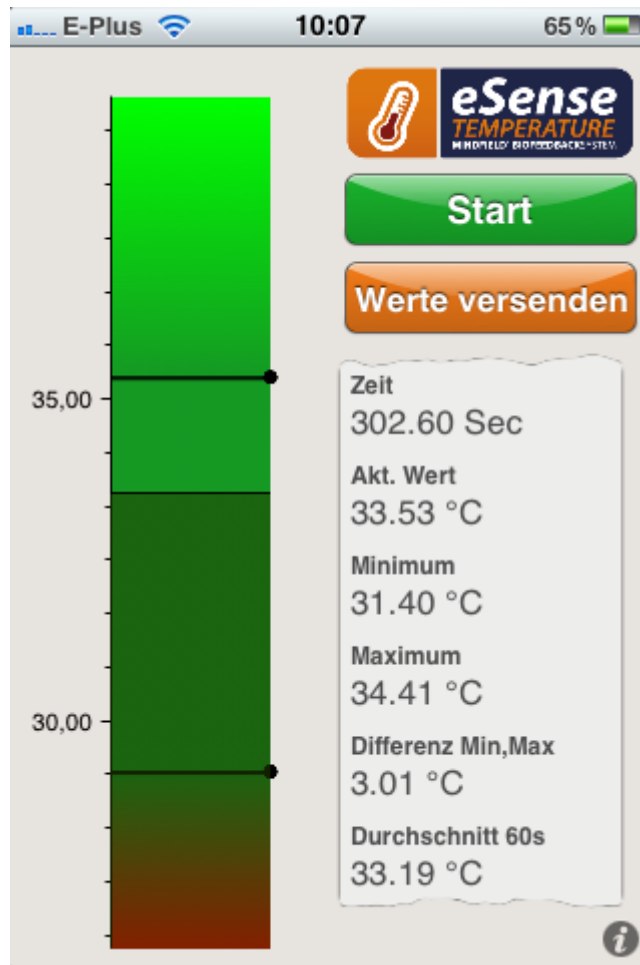 E-Plus 10:07 65 %
eSense
TEMPERATURE
Start
Werte versenden
35,00
30,00
Zeit
302.60 Sec
Akt. Wert
33.53 °C
Minimum
31.40 °C
Maximum
34.41 °C
Differenz Min,Max
3.01 °C
Durchschnitt 60s
33.19 °C
i